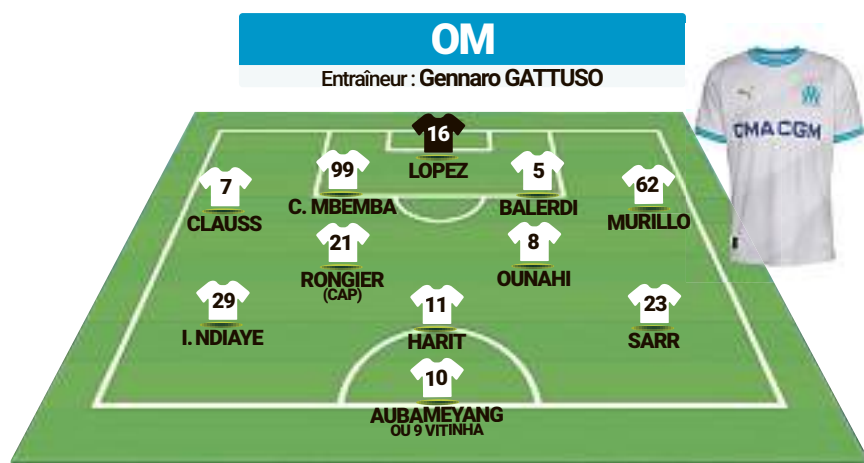 OM
Entraîneur : Gennaro GATTUSO
CMA CGM
16
LOPEZ
7
CLAUSS
99
C. MBEMBA
5
BALERDI
62
MURILLO
21
RONGIER
(CAP)
8
OUNAHI
29
I. NDIAYE
11
HARIT
23
SARR
10
AUBAMEYANG
OU 9 VITINHA